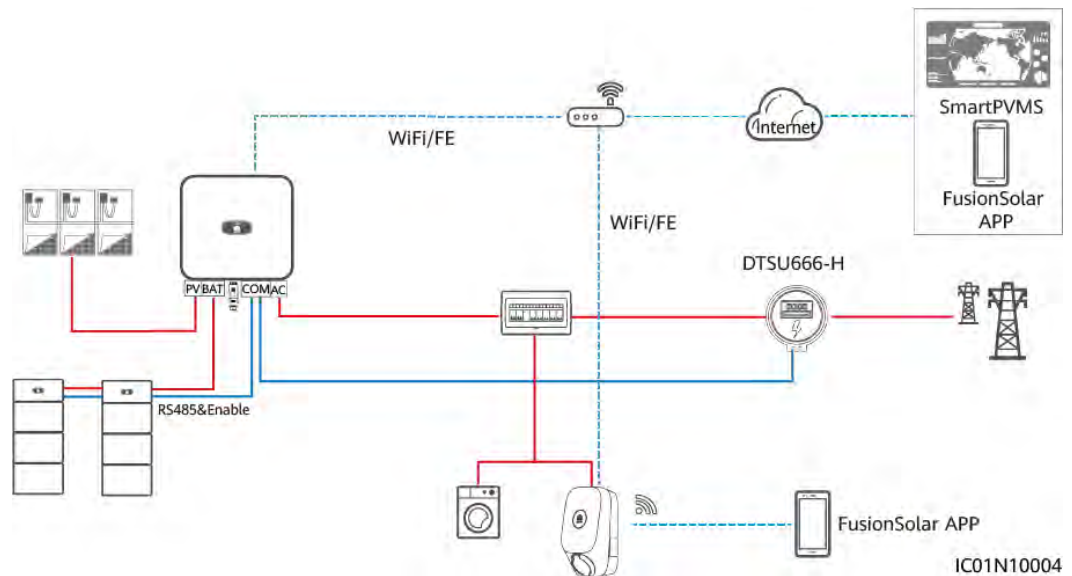 SmartPVMS
Internet
WiFi/FE
FusionSolar
APP
WiFi/FE
DTSU666-H
PV
BAT
COM
AC
RS485&Enable
FusionSolar APP
IC01N10004